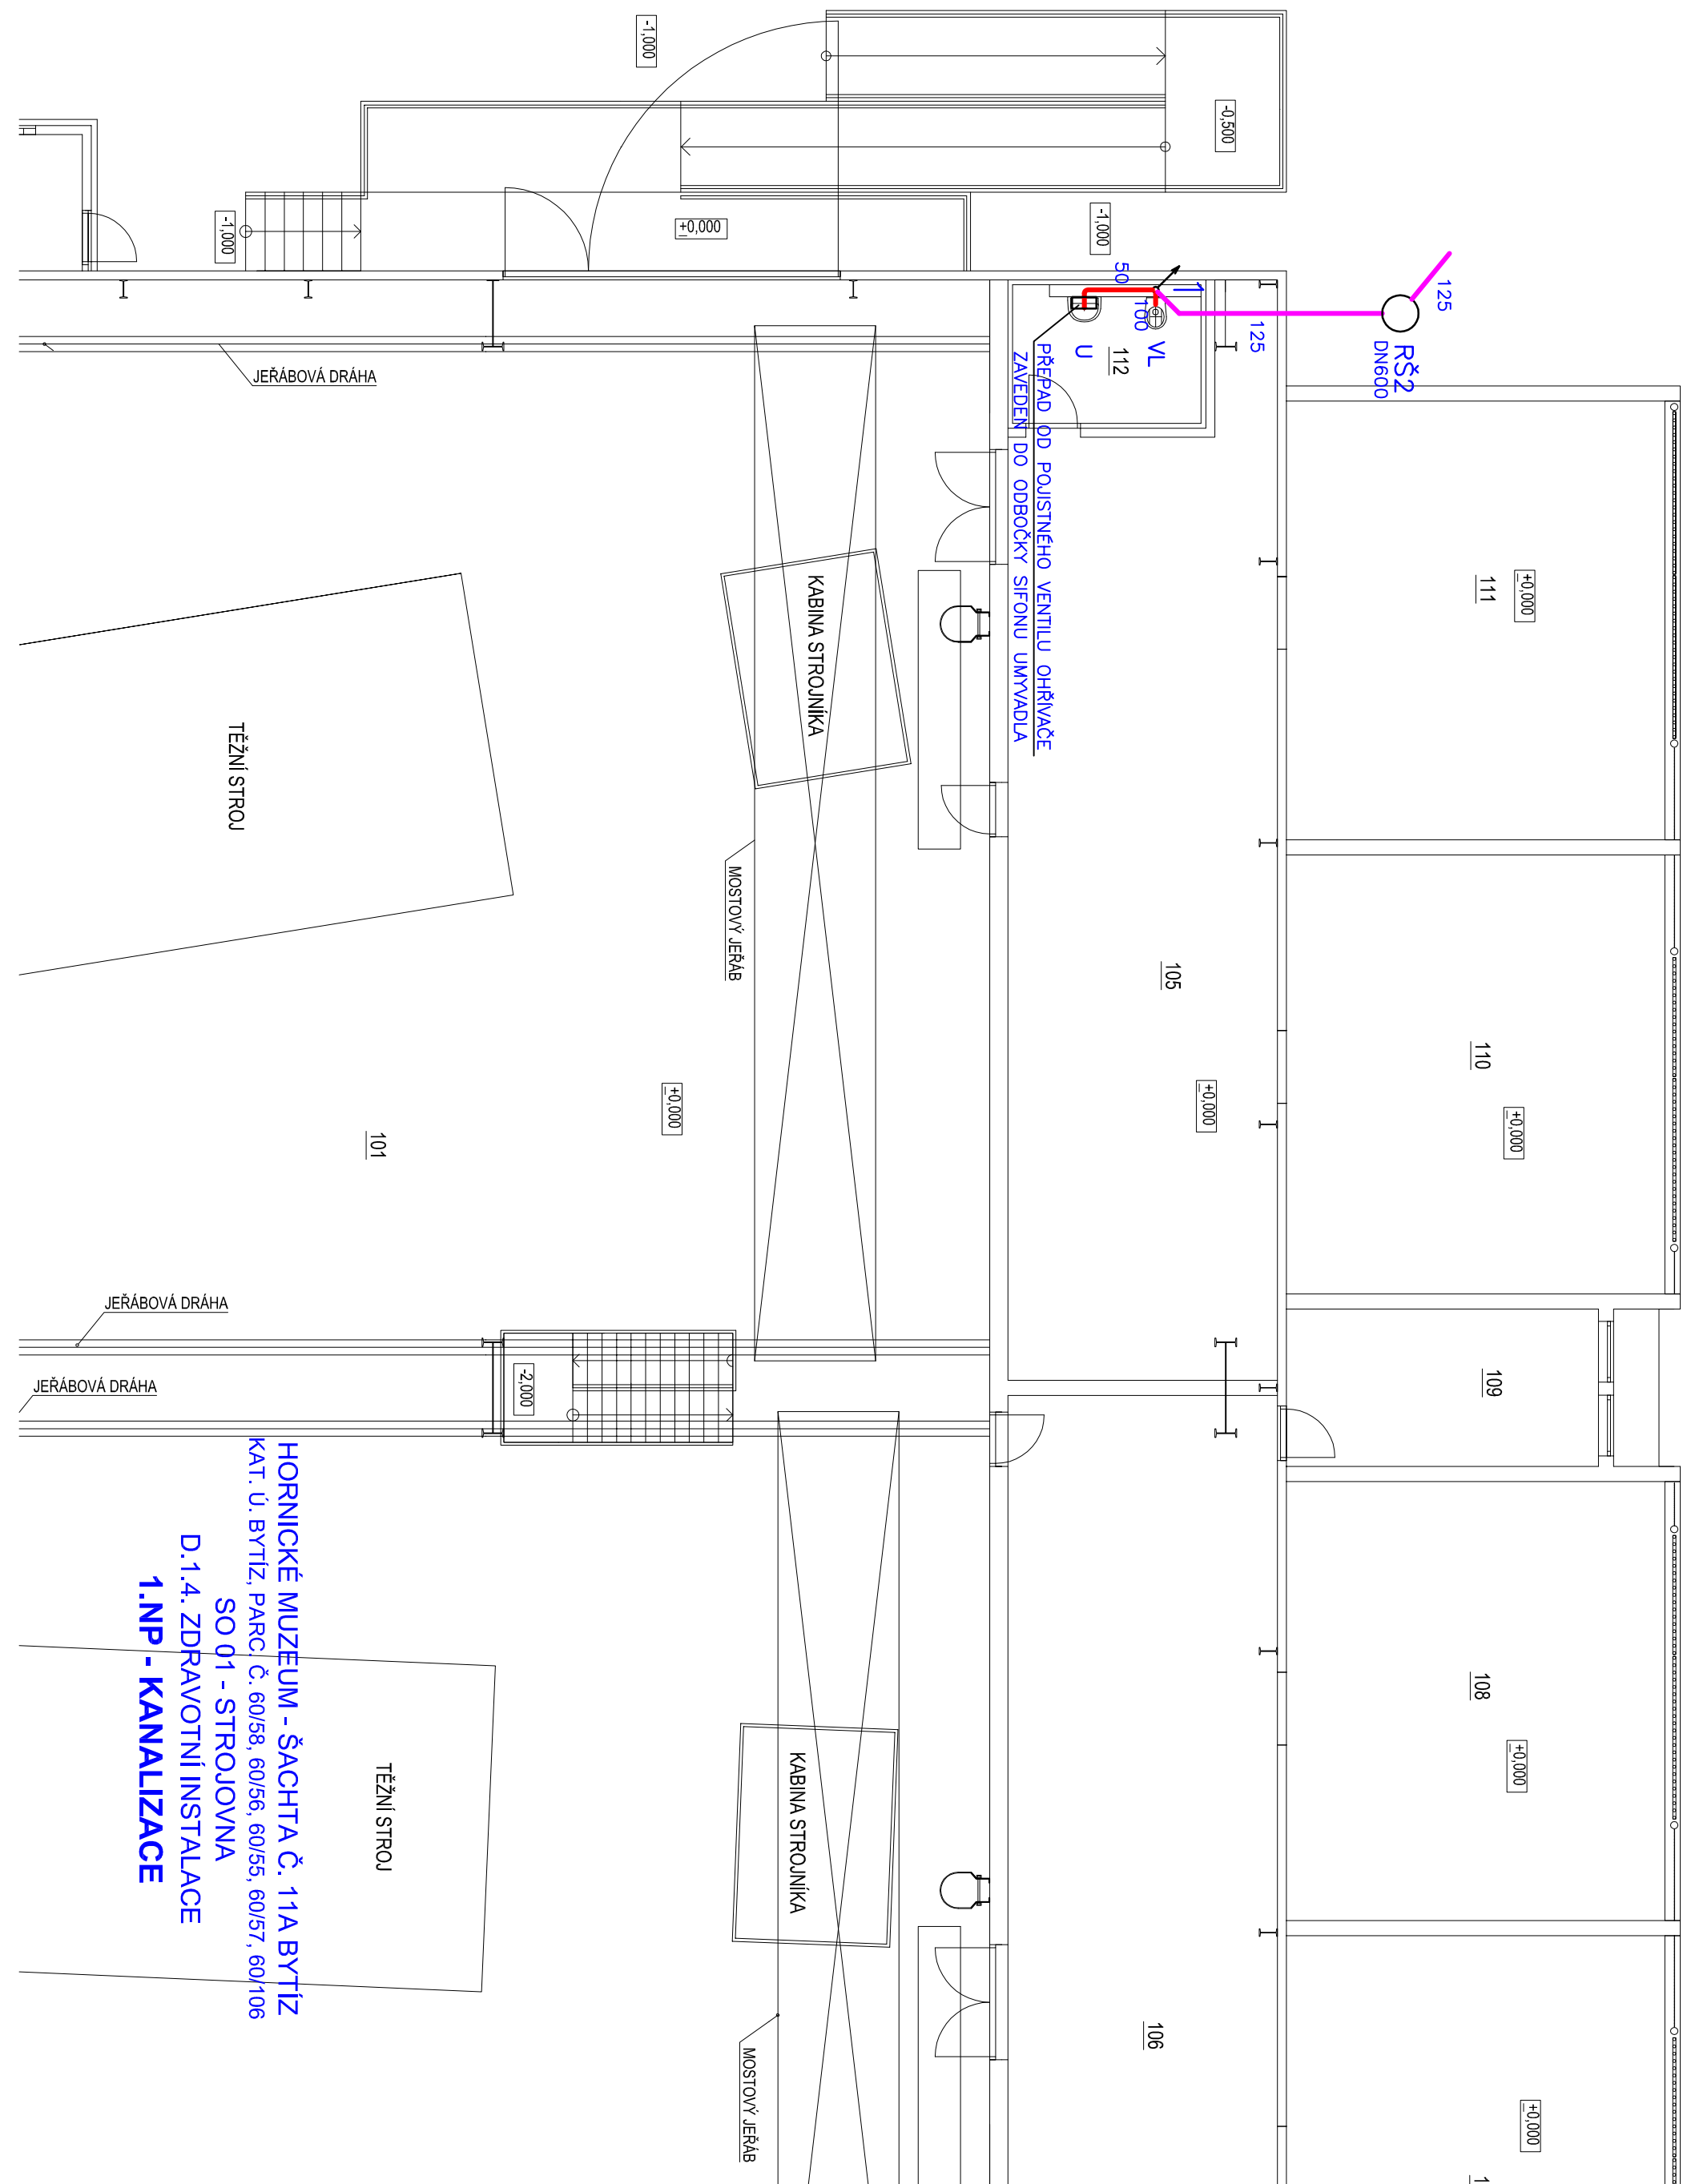 -1,000
-0,500
-1,000
±0,000
-1,000
50
100
1
125
125
RŠ2
DN600
VL
112
U
PŘEPAD OD POJISTNÉHO VENTILU OHŘÍVAČE
ZAVEDEN DO ODBOČKY SIFONU UMYVADLA
JEŘÁBOVÁ DRÁHA
KABINA STROJNÍKA
111
±0,000
TĚŽNÍ STROJ
MOSTOVÝ JEŘÁB
105
±0,000
110
±0,000
±0,000
101
JEŘÁBOVÁ DRÁHA
JEŘÁBOVÁ DRÁHA
-2,000
109
HORNICKÉ MUZEUM - ŠACHTA Č. 11A BYTÍZ
KAT. Ú. BYTÍZ, PARC. Č. 60/58, 60/56, 60/55, 60/57, 60/106
SO 01 - STROJOVNA
D.1.4. ZDRAVOTNÍ INSTALACE
1.NP - KANALIZACE
TĚŽNÍ STROJ
KABINA STROJNÍKA
108
±0,000
106
MOSTOVÝ JEŘÁB
±0,000